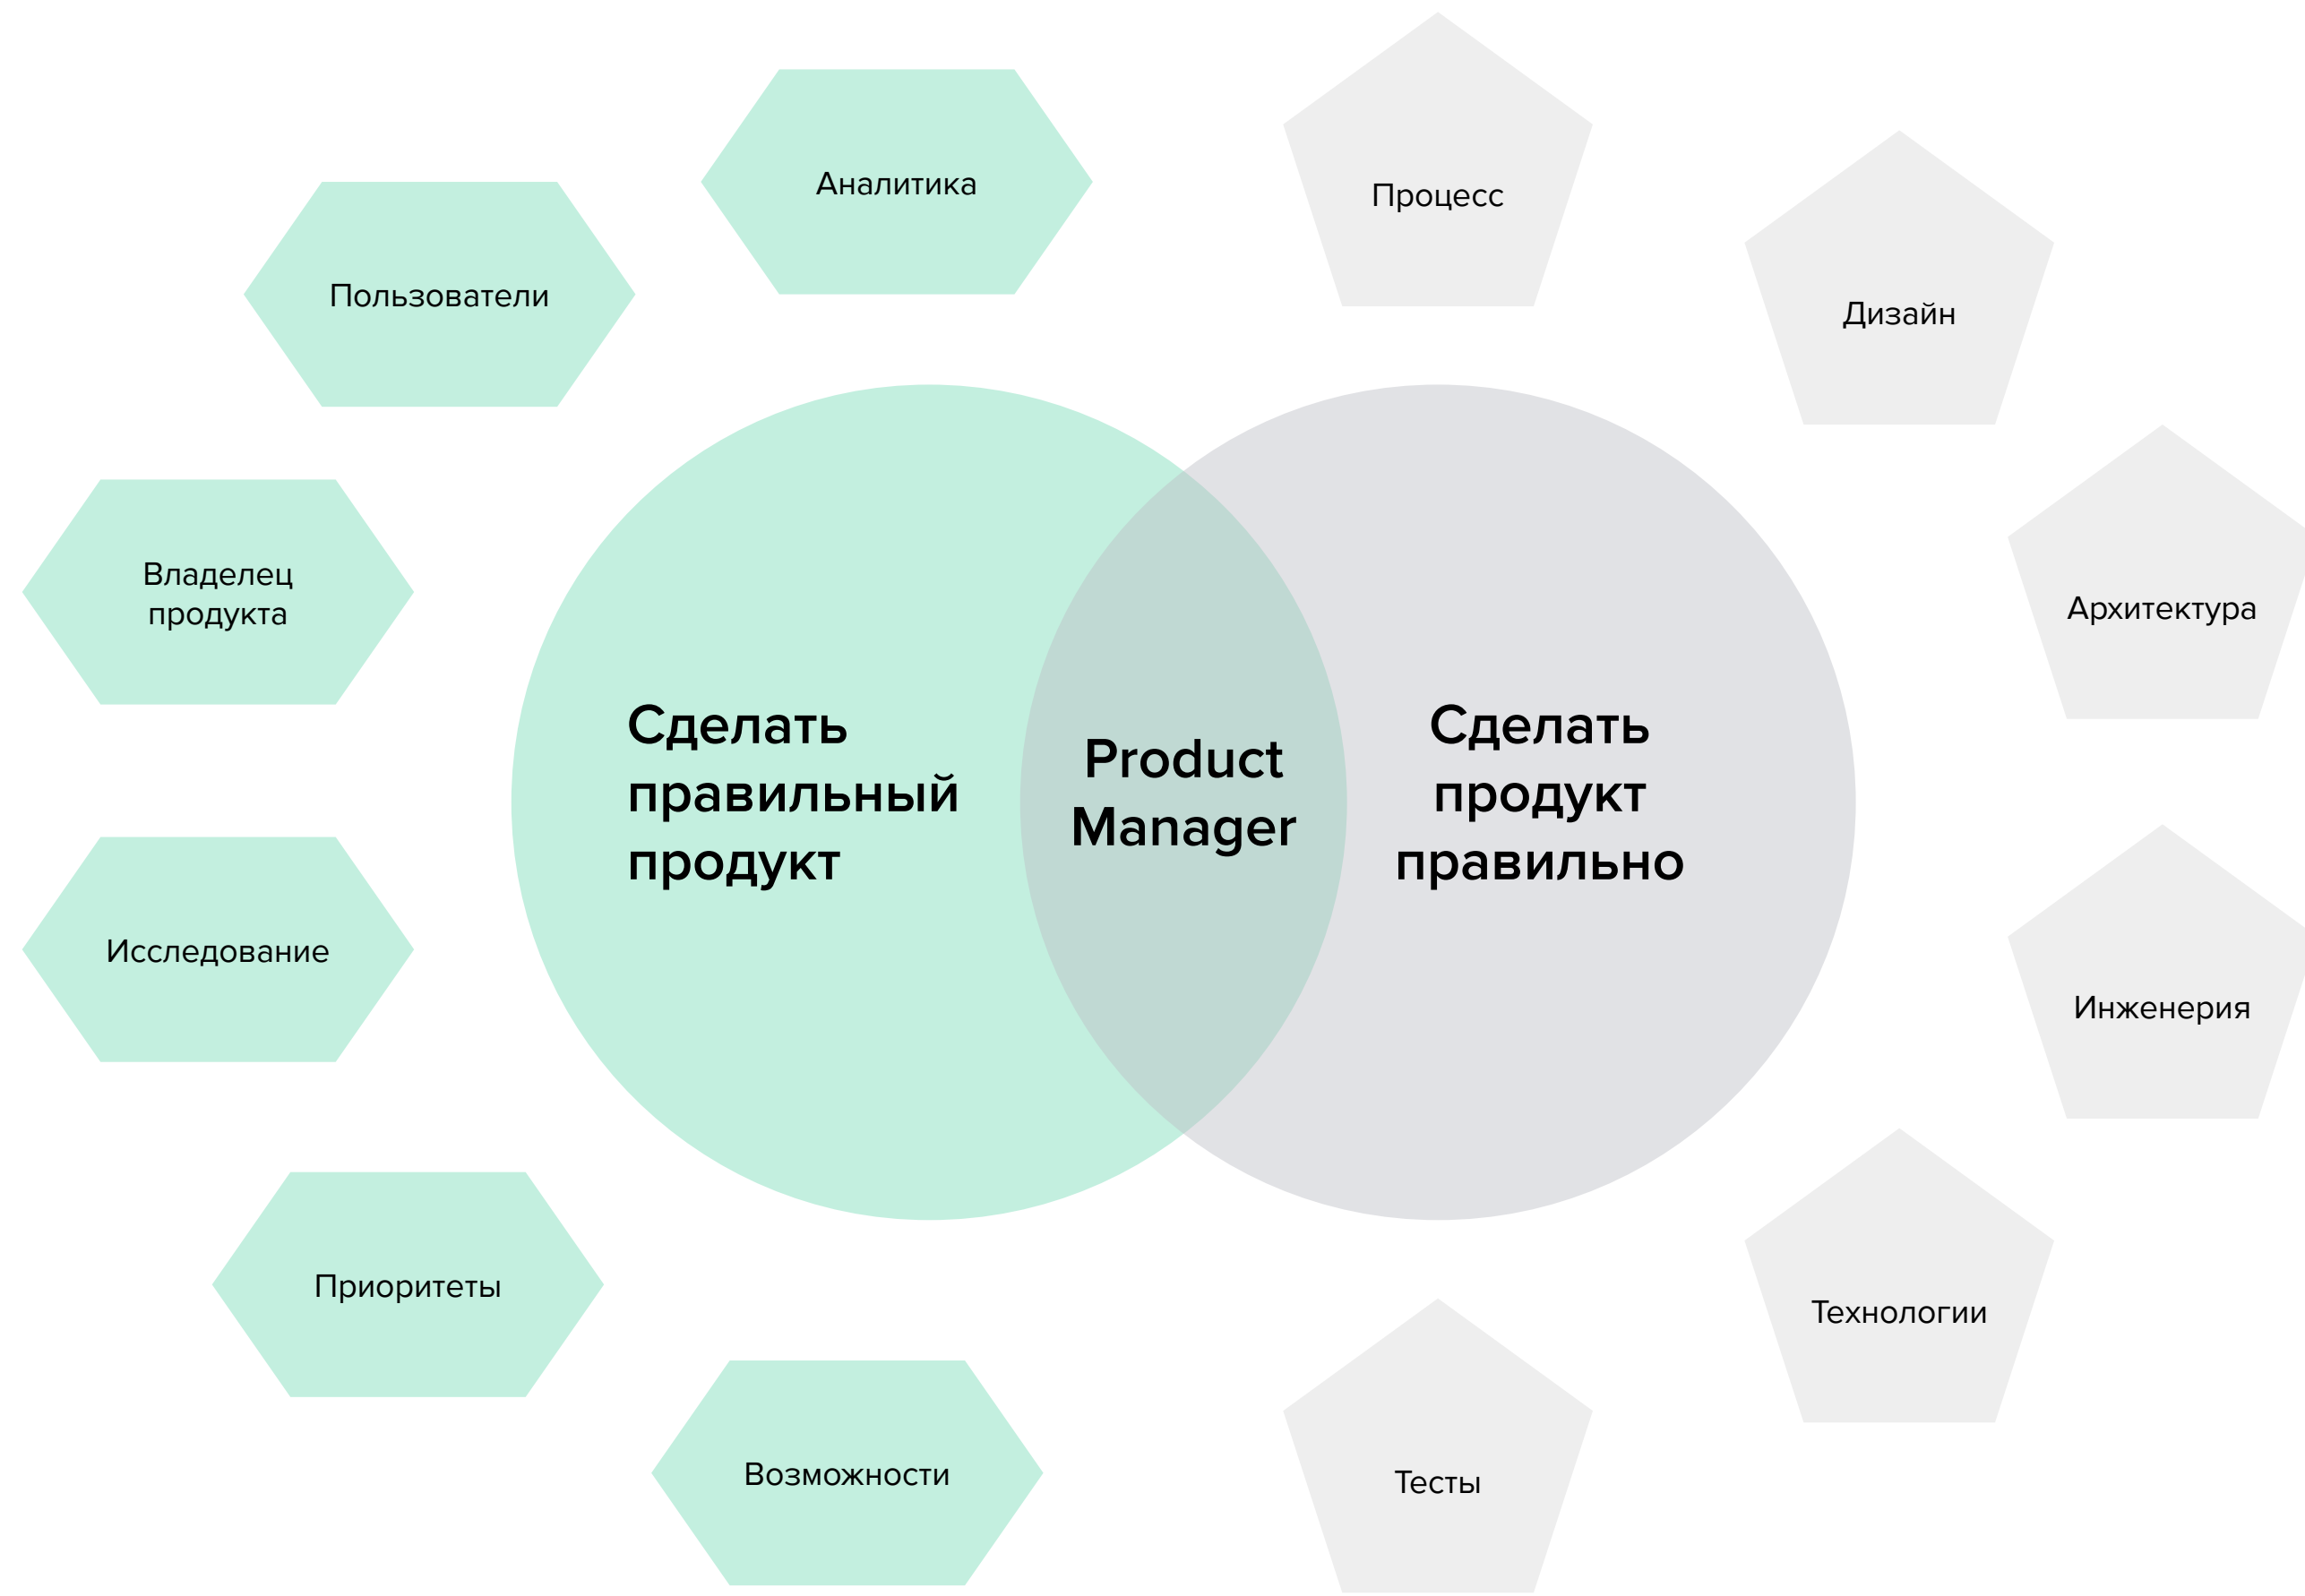 Аналитика
Процесс
Пользователи
Дизайн
Владелец
продукта
Архитектура
Сделать
правильный
продукт
Product
Manager
Сделать
продукт
правильно
Исследование
Инженерия
Приоритеты
Технологии
Возможности
Тесты